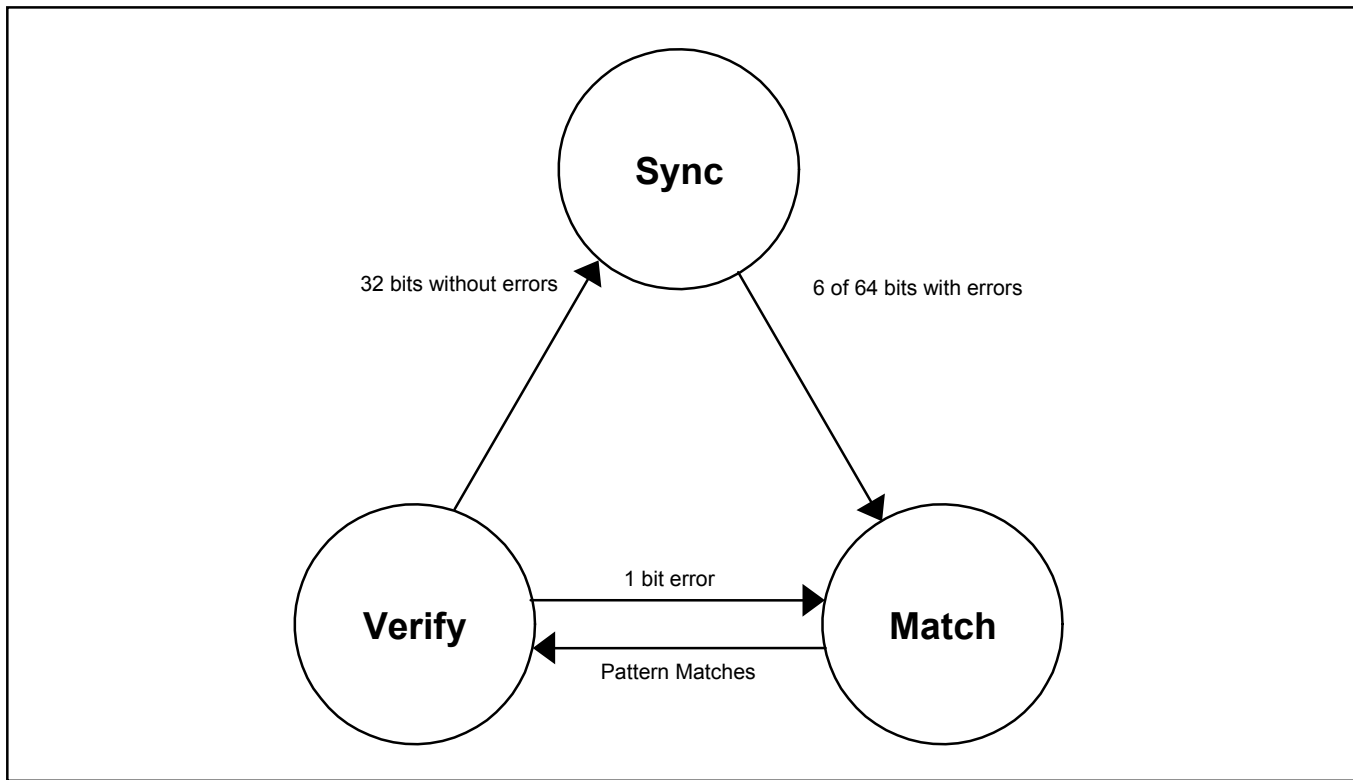 Sync
32 bits without errors
6 of 64 bits with errors
1 bit error
Verify
Match
Pattern Matches